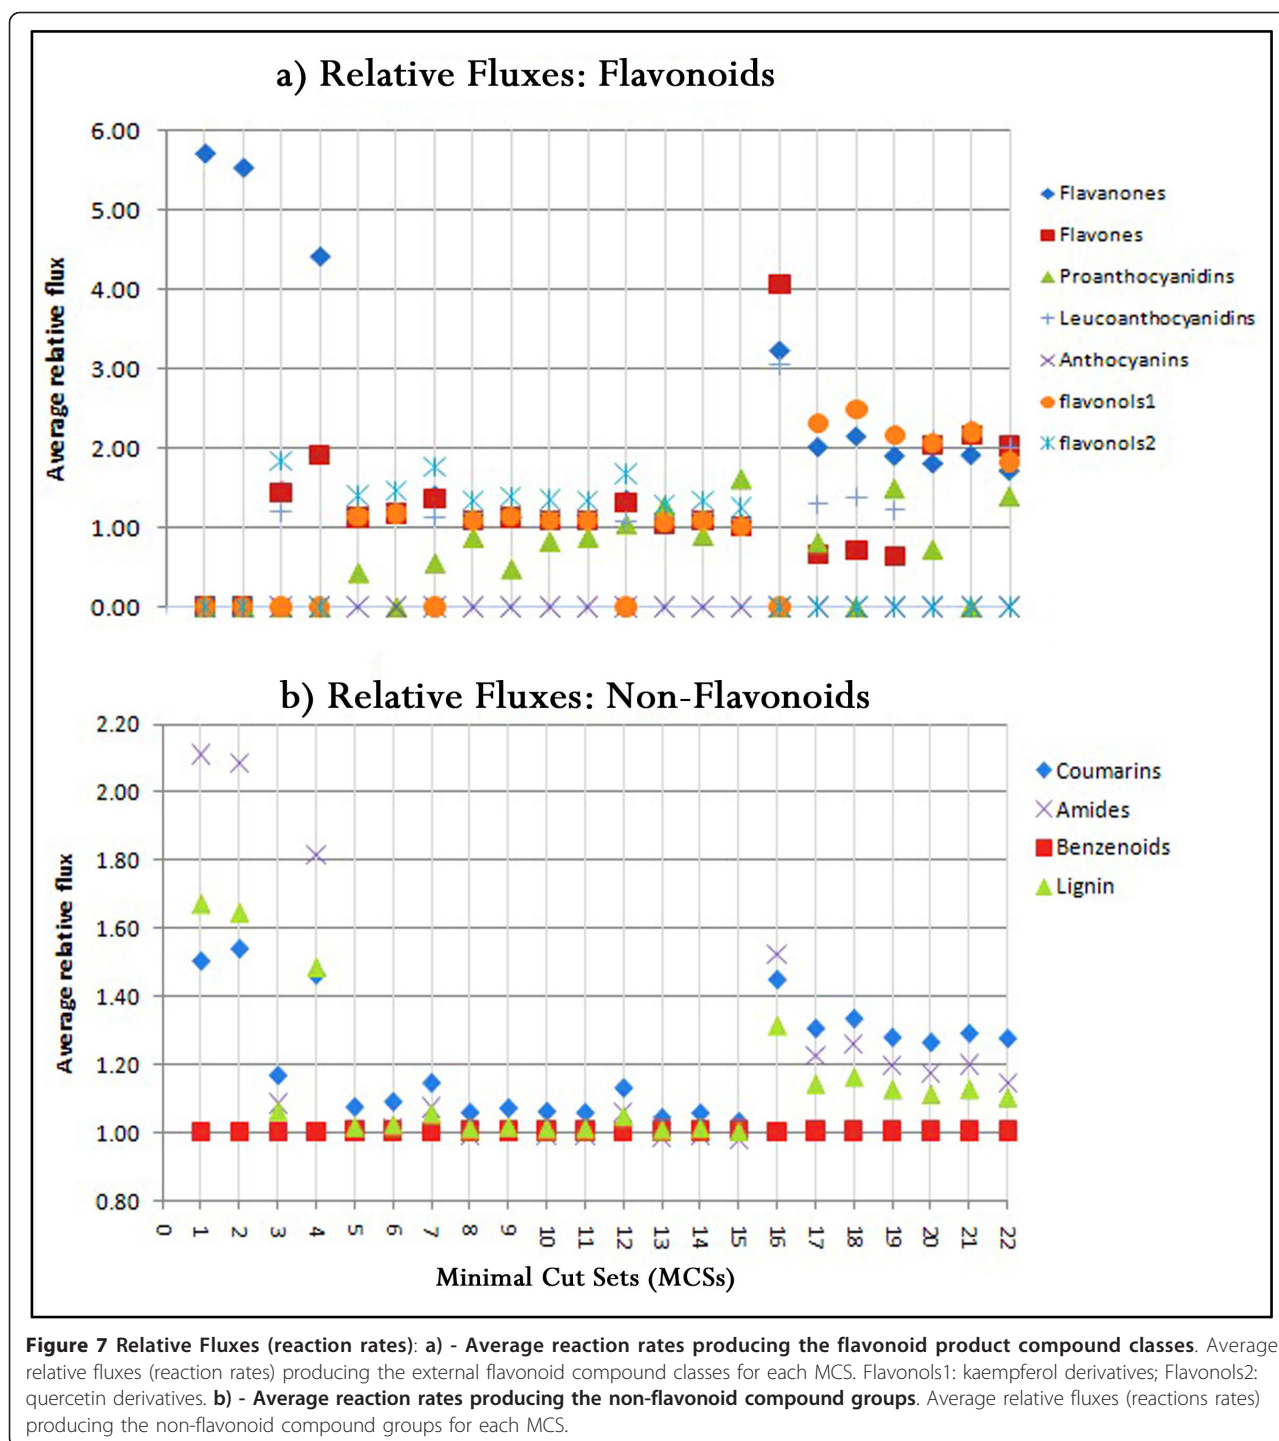 a) Relative Fluxes: Flavonoids
6.00
5.00
4.00
3.00
2.00
1.00
0.00
Average relative flux
Flavanones
Flavones
Proanthocyanidins
Leucoanthocyanidins
Anthocyanins
flavonols1
flavonols2
b) Relative Fluxes: Non-Flavonoids
2.20
2.00
1.80
1.60
1.40
1.20
1.00
0.80
Average relative flux
Coumarins
Amides
Benzenoids
Lignin
0 1 2 3 4 5 6 7 8 9 10 11 12 13 14 15 16 17 18 19 20 21 22
Minimal Cut Sets (MCSs)
Figure 7 Relative Fluxes (reaction rates): a) - Average reaction rates producing the flavonoid product compound classes. Average
relative fluxes (reaction rates) producing the external flavonoid compound classes for each MCS. Flavonols1: kaempferol derivatives; Flavonols2:
quercetin derivatives. b) - Average reaction rates producing the non-flavonoid compound groups. Average relative fluxes (reactions rates)
producing the non-flavonoid compound groups for each MCS.